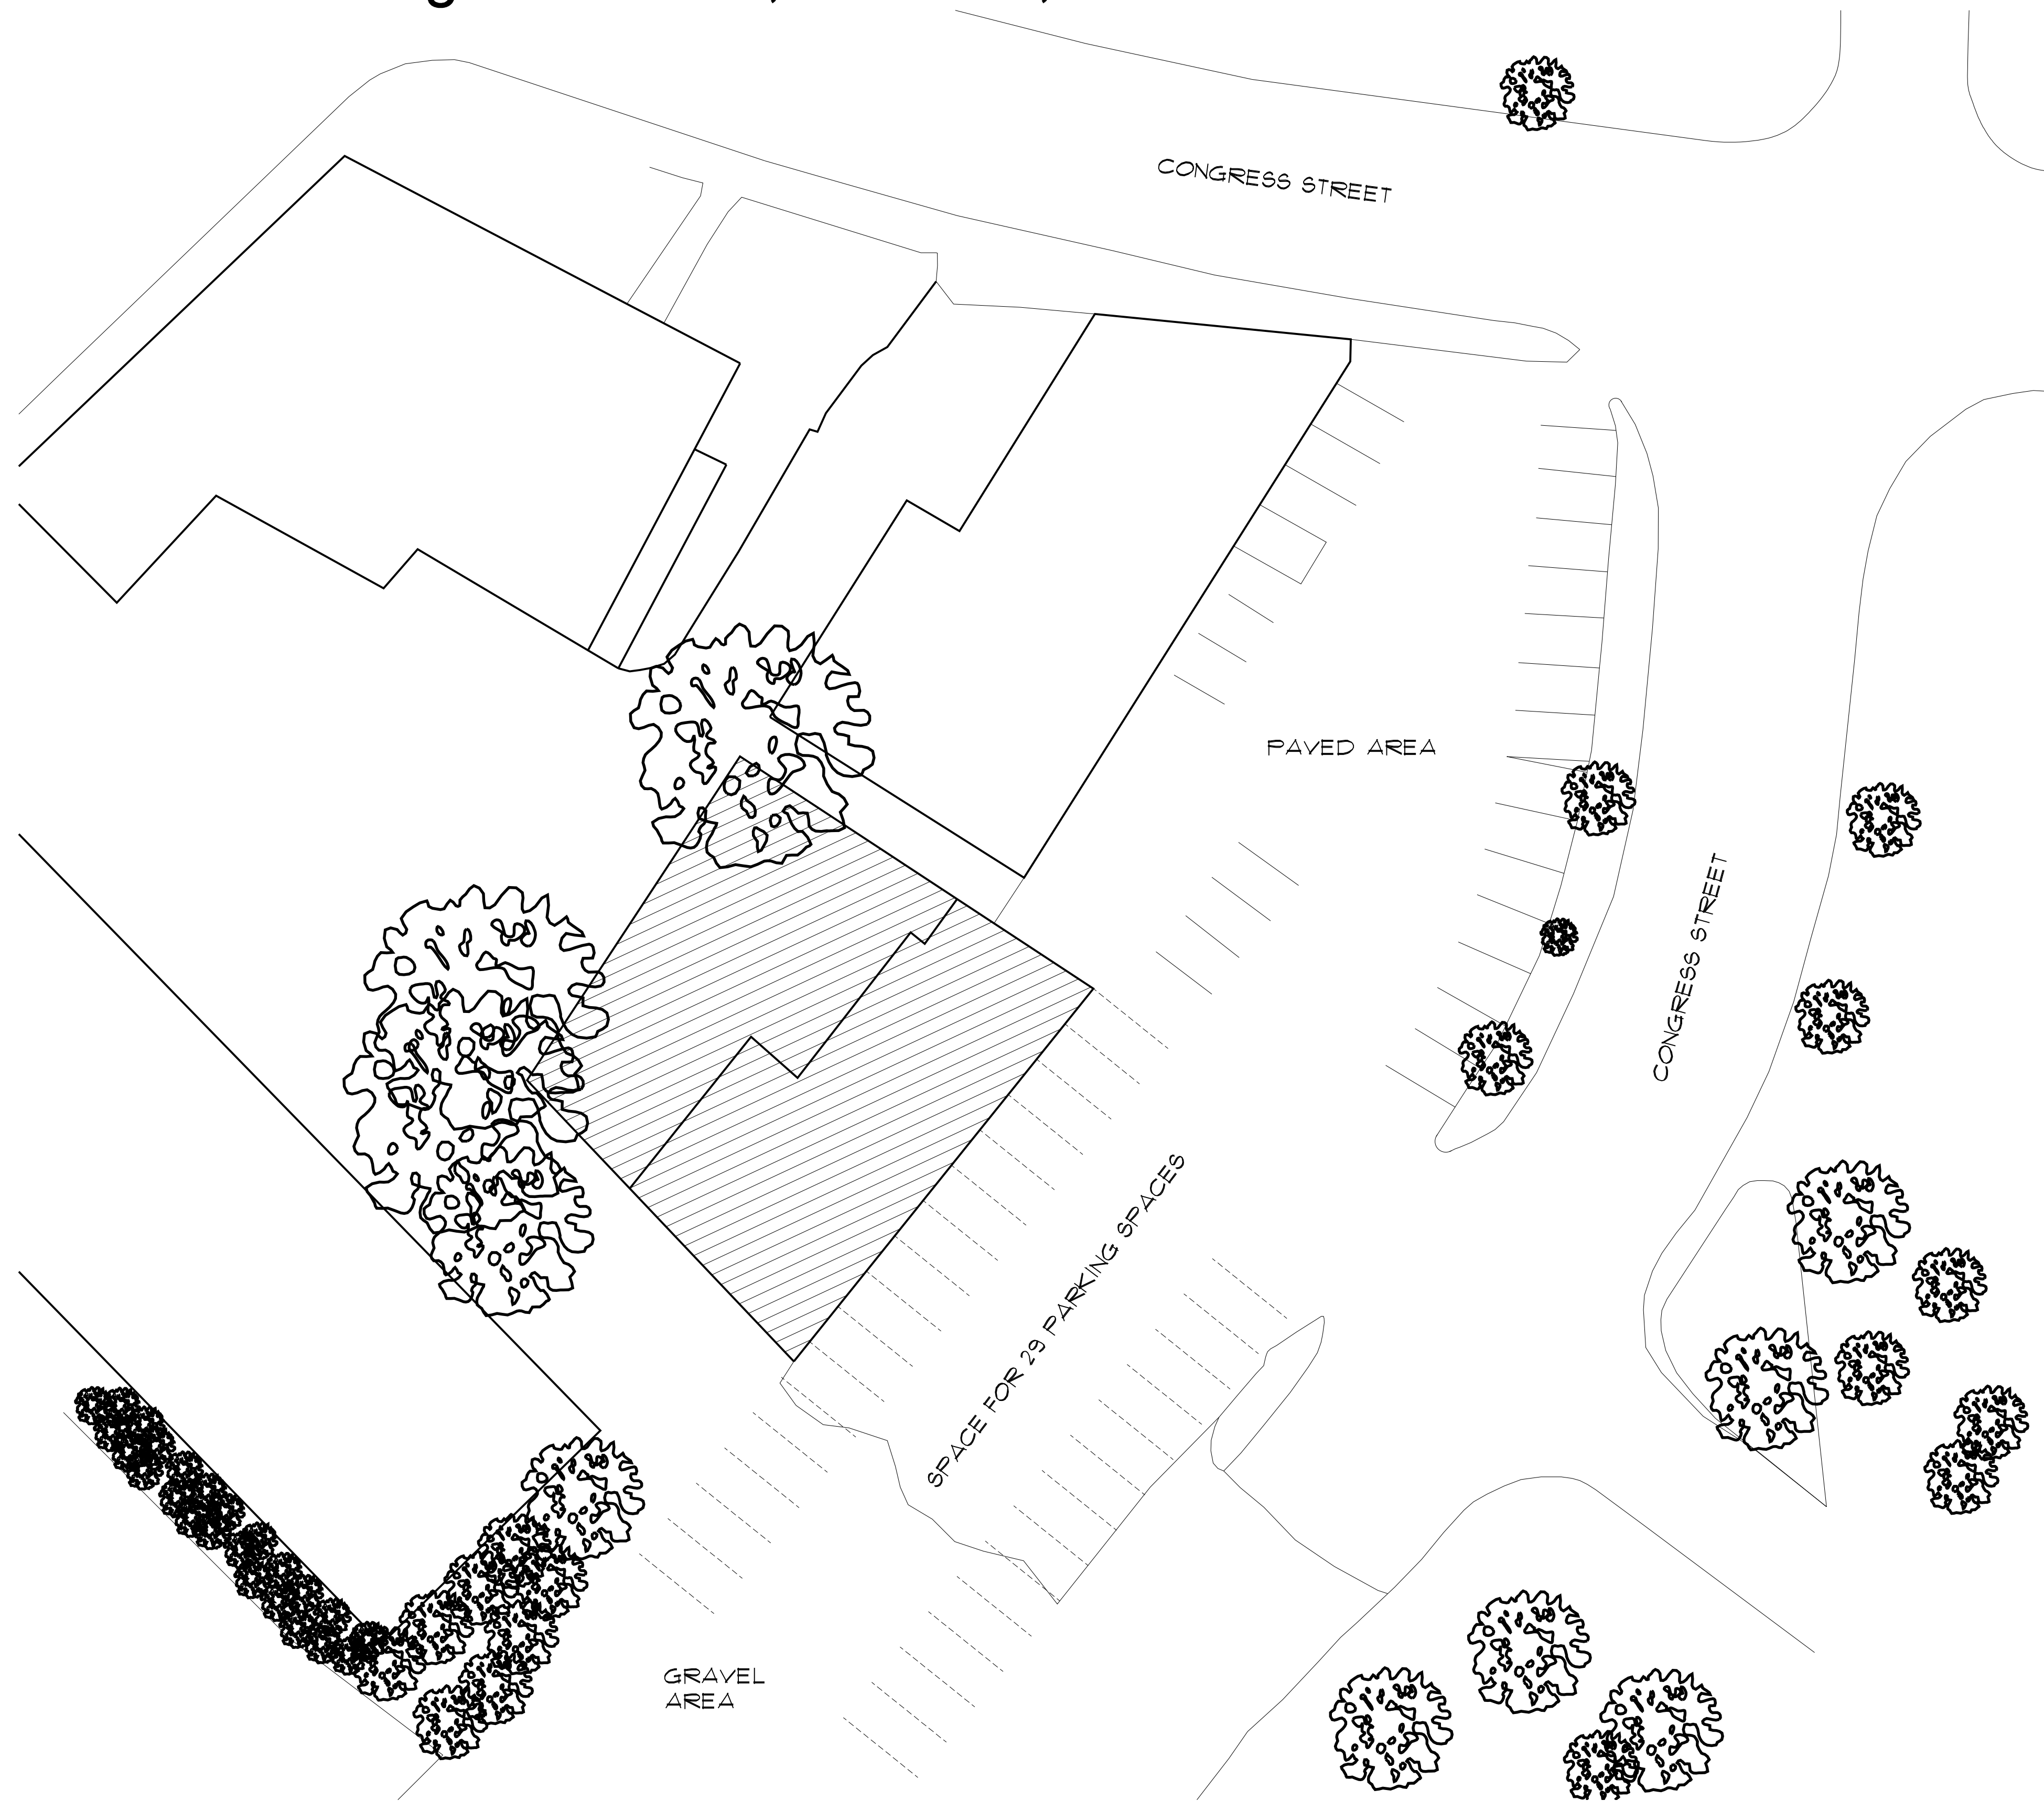 CONGRESS STREET
PAVED AREA
CONGRESS STREET
SPACE FOR 29 PARKING SPACES
GRAVEL
AREA